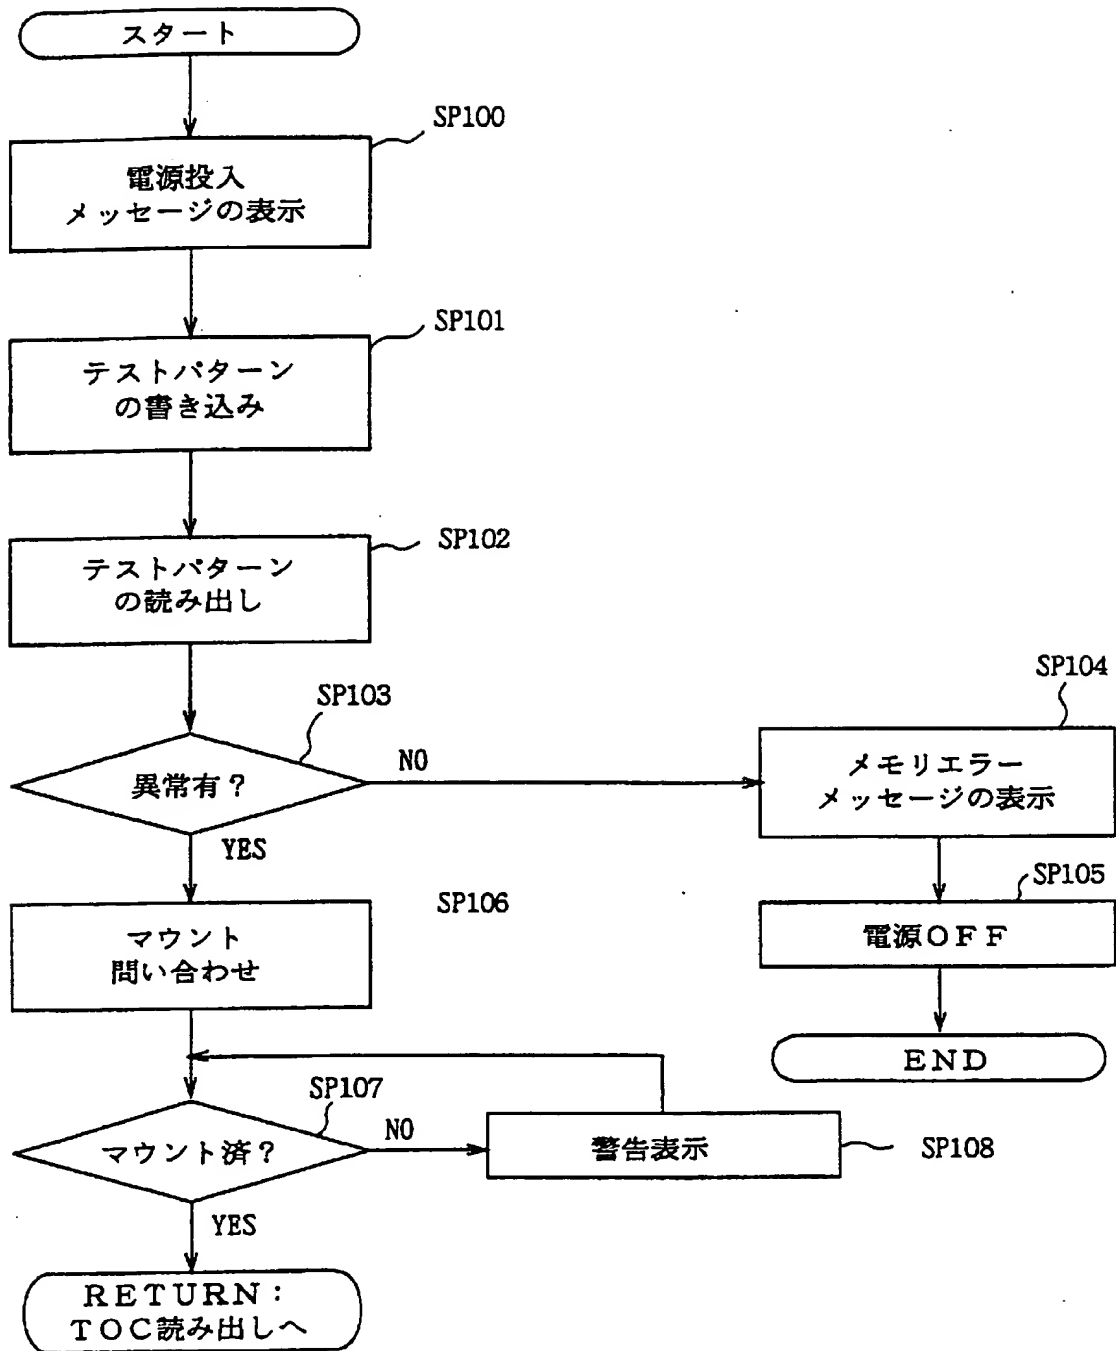 スタート
SP100
電源投入
メッセージの表示
SP101
テストパターン
の書き込み
SP102
テストパターン
の読み出し
SP103
異常有？
NO
YES
SP104
メモリエラー
メッセージの表示
SP105
電源OFF
END
SP106
マウント
問い合わせ
SP107
マウント済？
NO
警告表示
SP108
YES
RETURN：
TOC読み出しへ